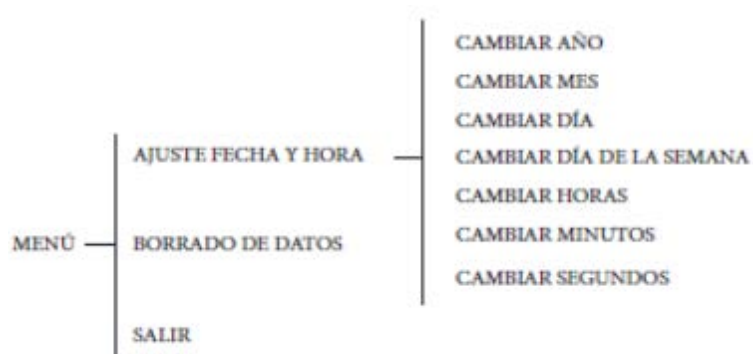 MENÚ
AJUSTE FECHA Y HORA
BORRADO DE DATOS
SALIR
CAMBIAR AÑO
CAMBIAR MES
CAMBIAR DÍA
CAMBIAR DÍA DE LA SEMANA
CAMBIAR HORAS
CAMBIAR MINUTOS
CAMBIAR SEGUNDOS